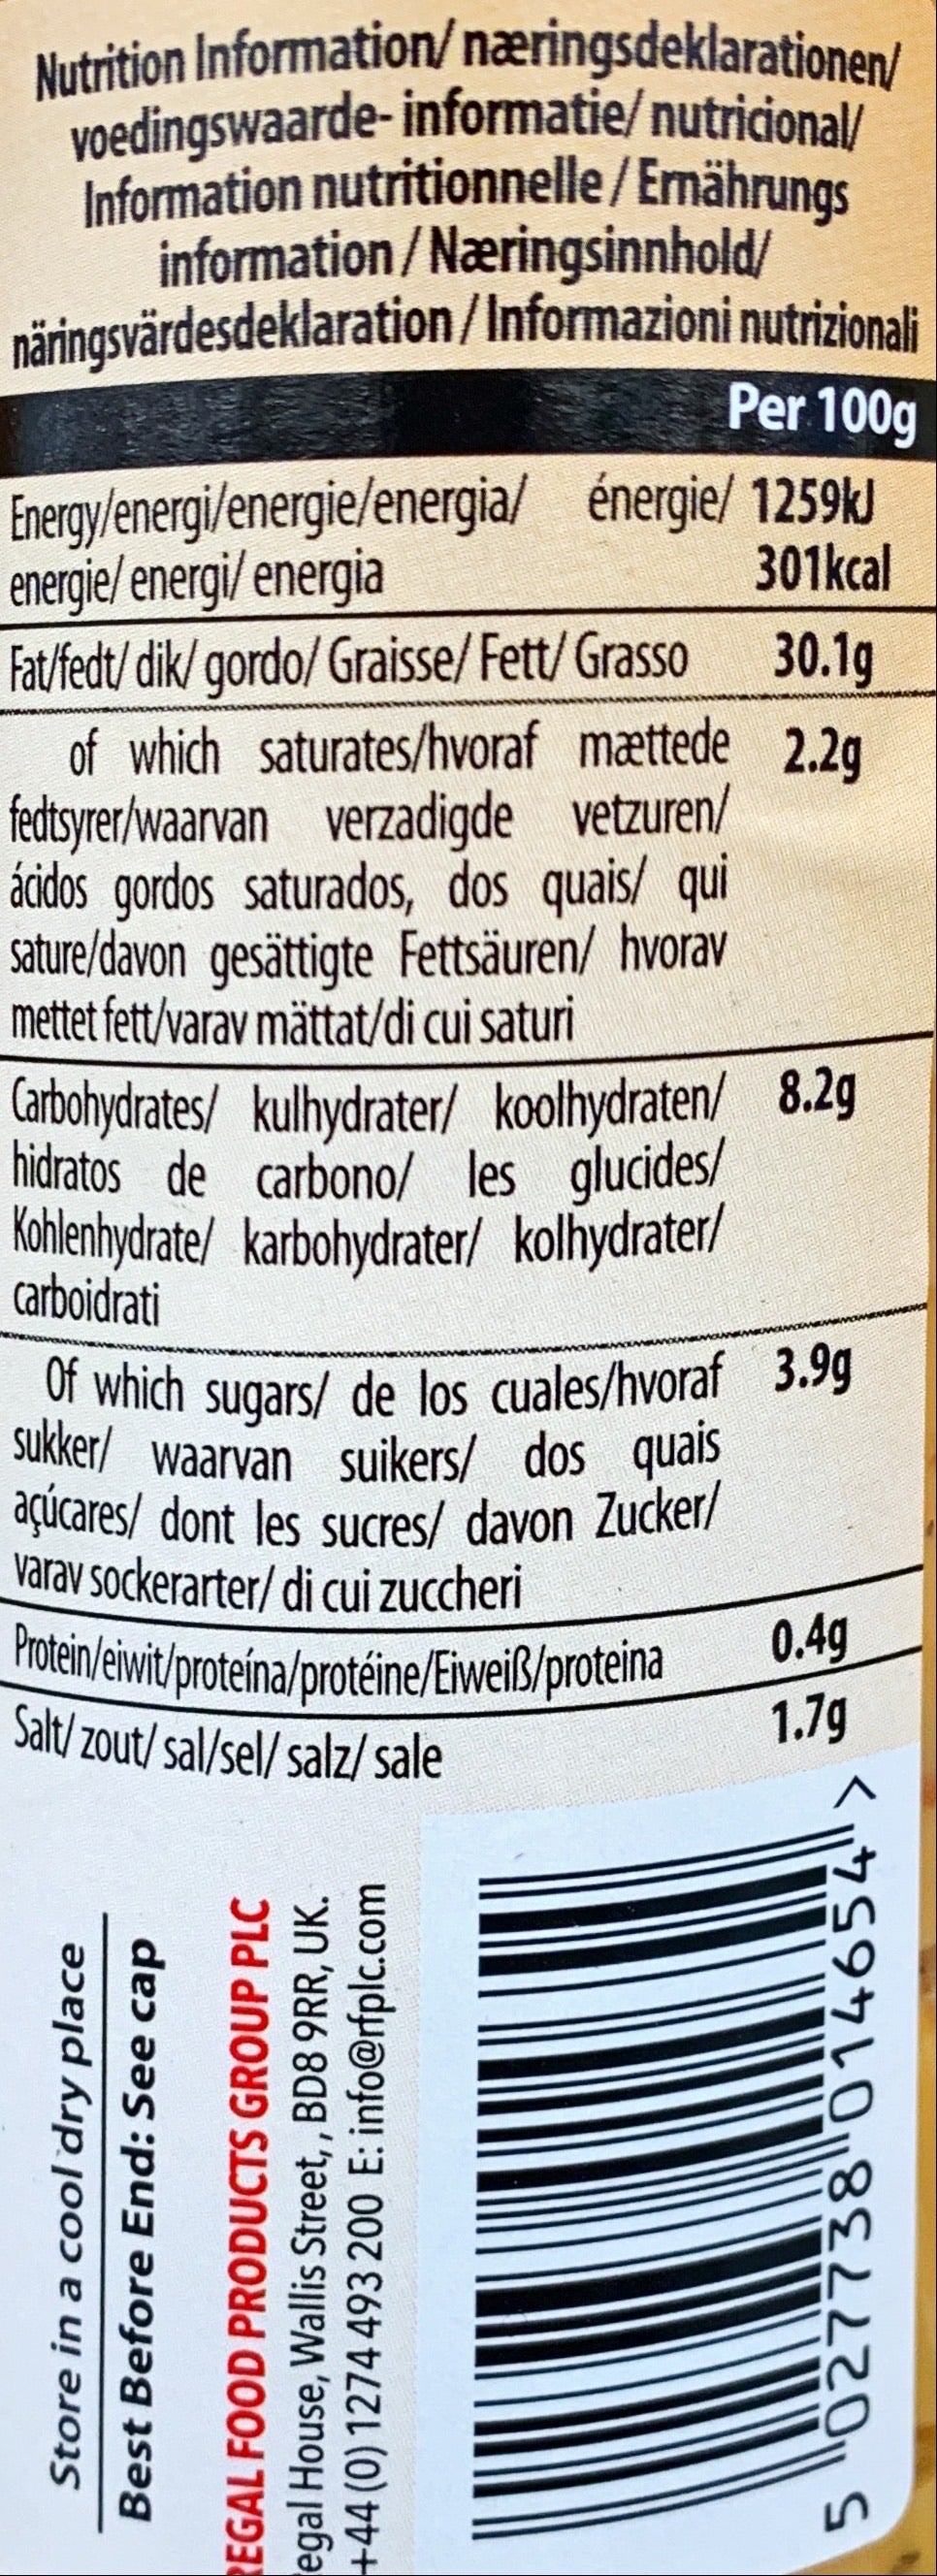 Nutrition Information/ næringsdeklarationen/
voedingswaarde- informatie/ nutricional/
Information nutritionnelle / Ernährungs
information / Næringsinnhold/
näringsvärdesdeklaration / Informazioni nutrizionali
Per 100g
Energy/energi/energie/energia/ énergie/ 1259kJ
energie/ energi/ energia 301kcal
Fat/fedt/ dik/ gordo/ Graisse/ Fett/ Grasso 30.1g
of which saturates/hvoraf mættede 2.2g
fedtsyrer/waarvan verzadigde vetzuren/
ácidos gordos saturados, dos quais/ qui
sature/davon gesättigte Fettsäuren/ hvorav
mettet fett/varav mättat/di cui saturi
Carbohydrates/ kulhydrater/ koolhydraten/ 8.2g
hidratos de carbono/ les glucides/
Kohlenhydrate/ karbohydrater/ kolhydrater/
carboidrati
Of which sugars/ de los cuales/hvoraf 3.9g
sukker/ waarvan suikers/ dos quais
açúcares/ dont les sucres/ davon Zucker/
varav sockerarter/ di cui zuccheri
Protein/eiwit/proteína/protéine/Eiweiß/proteina 0.4g
Salt/ zout/ sal/sel/ salz/ sale 1.7g
Store in a cool dry place
Best Before End: See cap
REGAL FOOD PRODUCTS GROUP PLC
egal House, Wallis Street, , BD8 9RR, UK.
+44 (0) 1274 493 200 E: info@rfplc.com
5 027738 014654 >